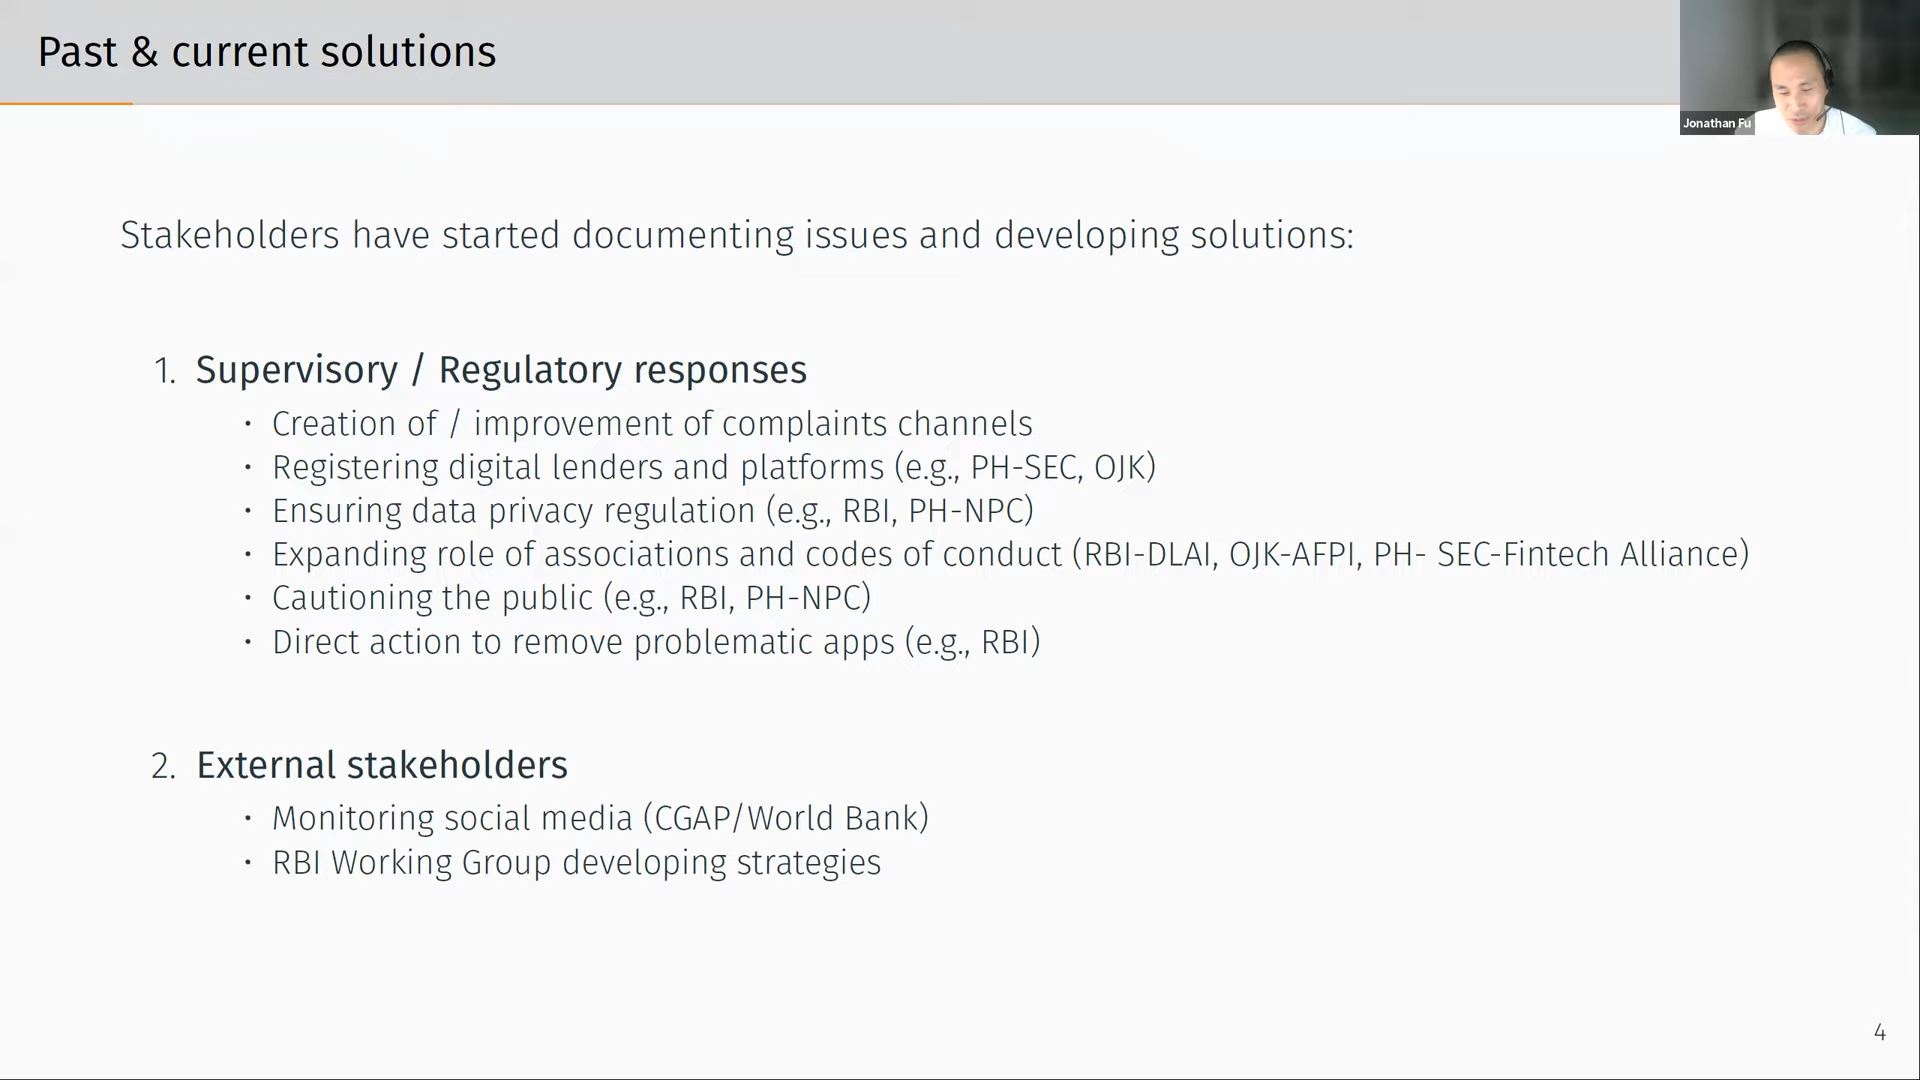 Past & current solutions
Jonathan Fu
Stakeholders have started documenting issues and developing solutions:
1. Supervisory / Regulatory responses
· Creation of / improvement of complaints channels
· Registering digital lenders and platforms (e.g., PH-SEC, OJK)
· Ensuring data privacy regulation (e.g., RBI, PH-NPC)
· Expanding role of associations and codes of conduct (RBI-DLAI, OJK-AFPI, PH- SEC-Fintech Alliance)
· Cautioning the public (e.g., RBI, PH-NPC)
· Direct action to remove problematic apps (e.g., RBI)
2. External stakeholders
· Monitoring social media (CGAP/World Bank)
· RBI Working Group developing strategies
4